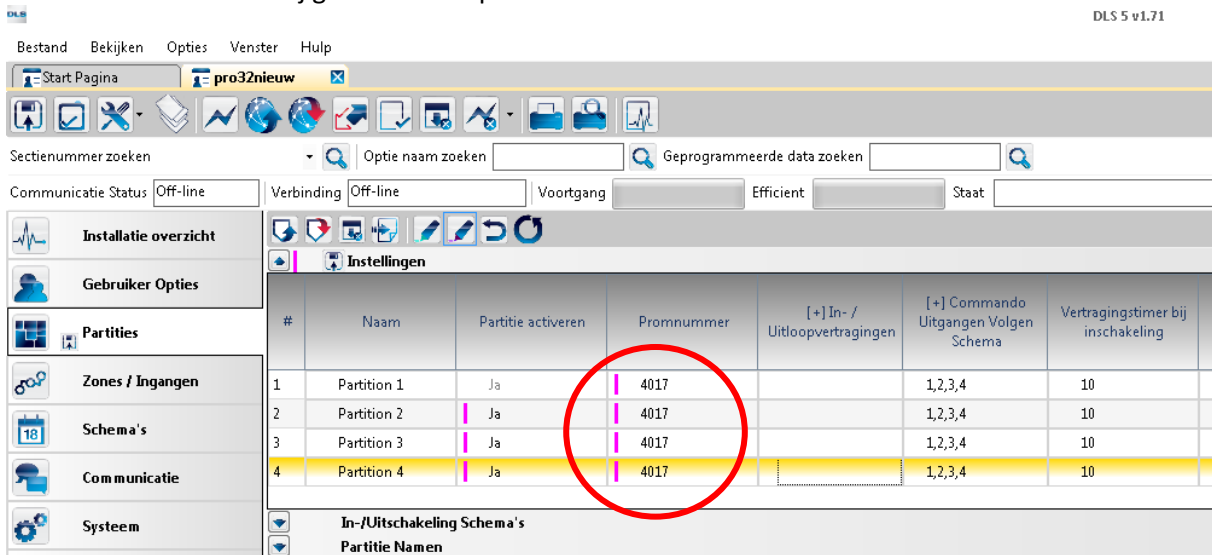 DLS DLS 5 v1.71
Bestand Bekijken Opties Venster Hulp
Start Pagina pro32nieuw
Sectienummer zoeken Optie naam zoeken Geprogrammeerde data zoeken
Communicatie Status Off-line Verbinding Off-line Voortgang Efficient Staat
Installatie overzicht
Gebruiker Opties
Partities
Zones / Ingangen
18 Schema's
Communicatie
Systeem
Instellingen
# Naam Partitie activeren Promnummer [+] In- / Uitloopvertragingen [+] Commando Uitgangen Volgen Schema Vertragingstimer bij inschakeling
1 Partition 1 Ja 4017 1,2,3,4 10
2 Partition 2 Ja 4017 1,2,3,4 10
3 Partition 3 Ja 4017 1,2,3,4 10
4 Partition 4 Ja 4017 1,2,3,4 10
In-/Uitschakeling Schema's
Partitie Namen